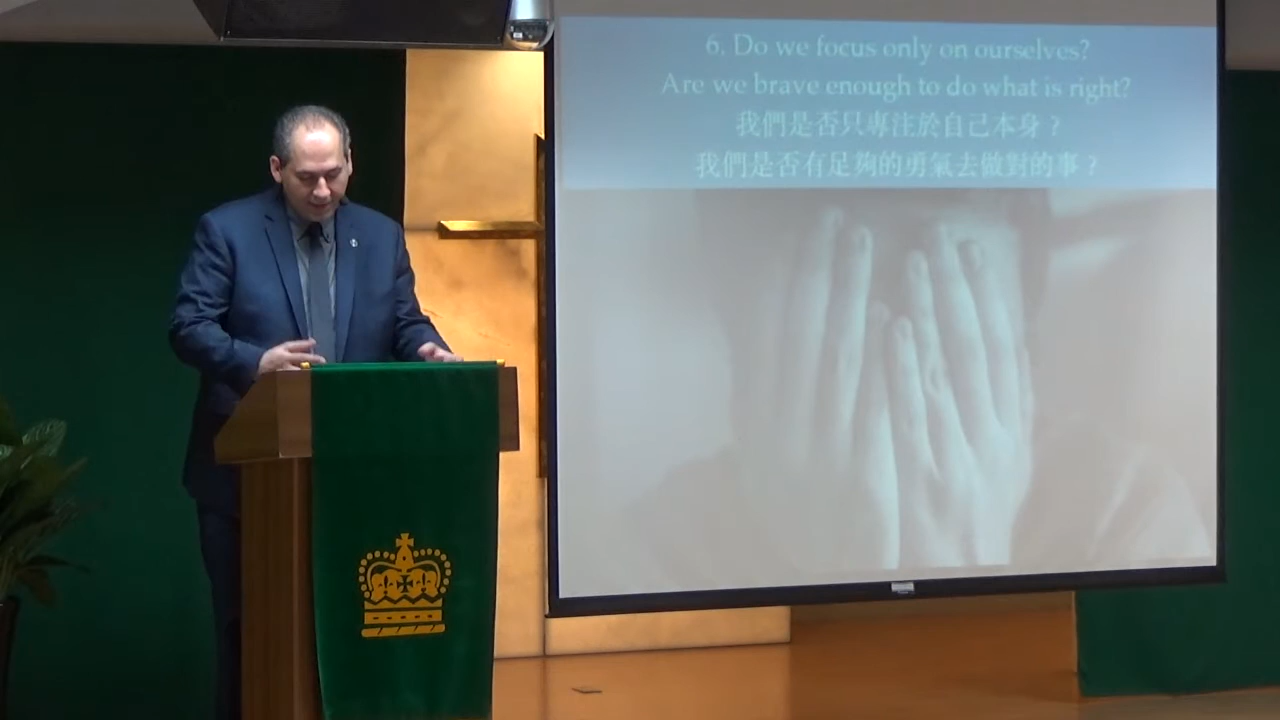 6. Do we focus only on ourselves?
Are we brave enough to do what is right?
我們是否只專注於自己本身？
我們是否有足夠的勇氣去做對的事？